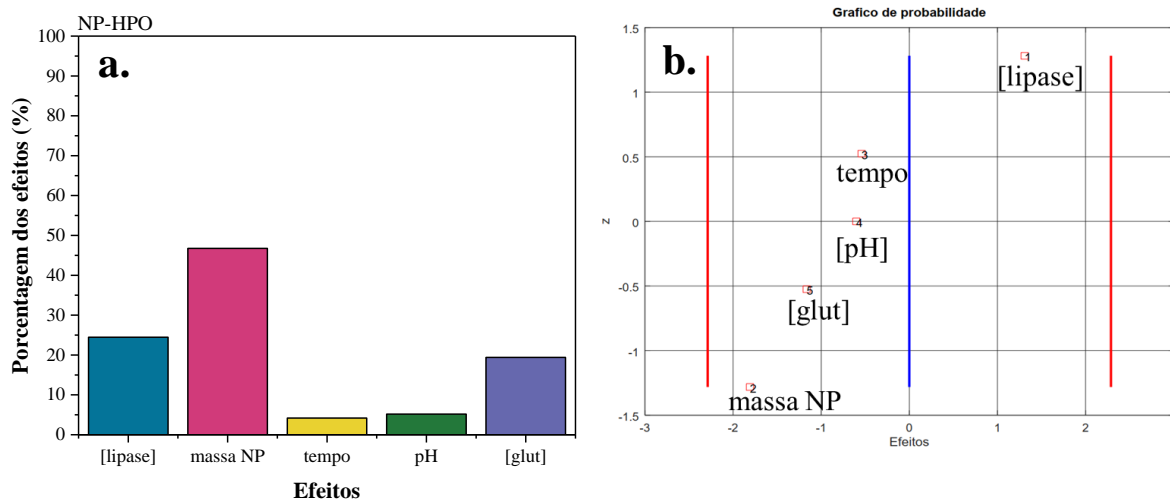 NP-HPO
a.
Porcentagem dos efeitos (%)
100
90
80
70
60
50
40
30
20
10
0
[lipase]
massa NP
tempo
pH
[glut]
Efeitos
Grafico de probabilidade
b.
z
1.5
1
0.5
0
-0.5
-1
-1.5
1
[lipase]
3
tempo
4
[pH]
5
[glut]
2
massa NP
-3
-2
-1
0
1
2
Efeitos